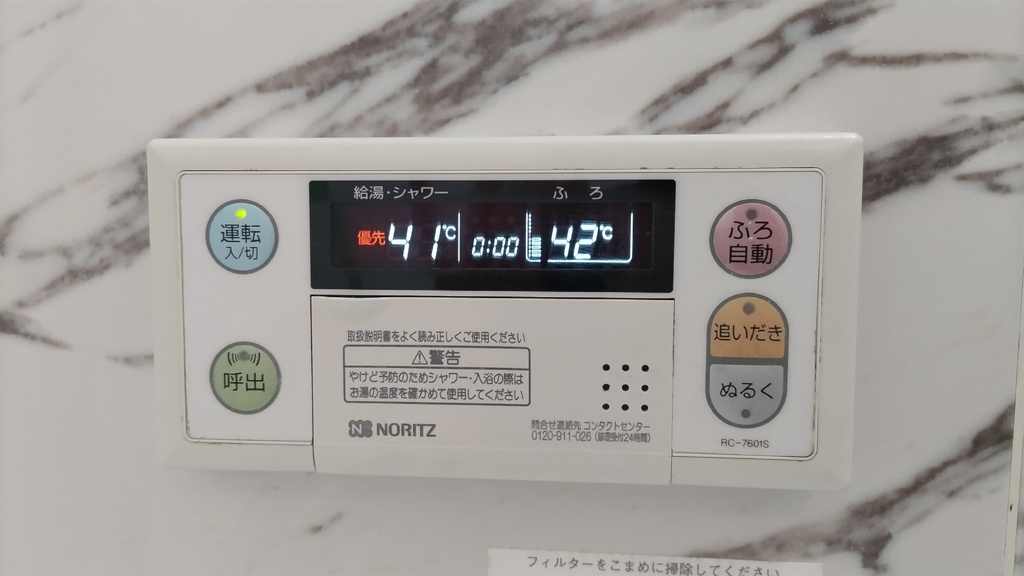 給湯・シャワー ふろ
優先 41℃ 0:00 42℃
運転
入/切
ふろ
自動
呼出
追いだき
ぬるく
取扱説明書をよく読み正しくご使用ください
⚠警告
やけど予防のためシャワー・入浴の際は
お湯の温度を確かめて使用してください
NORITZ
問合せ連絡先 コンタクトセンター
0120-911-026(修理受付24時間)
RC-7601S
フィルターをこまめに掃除してください